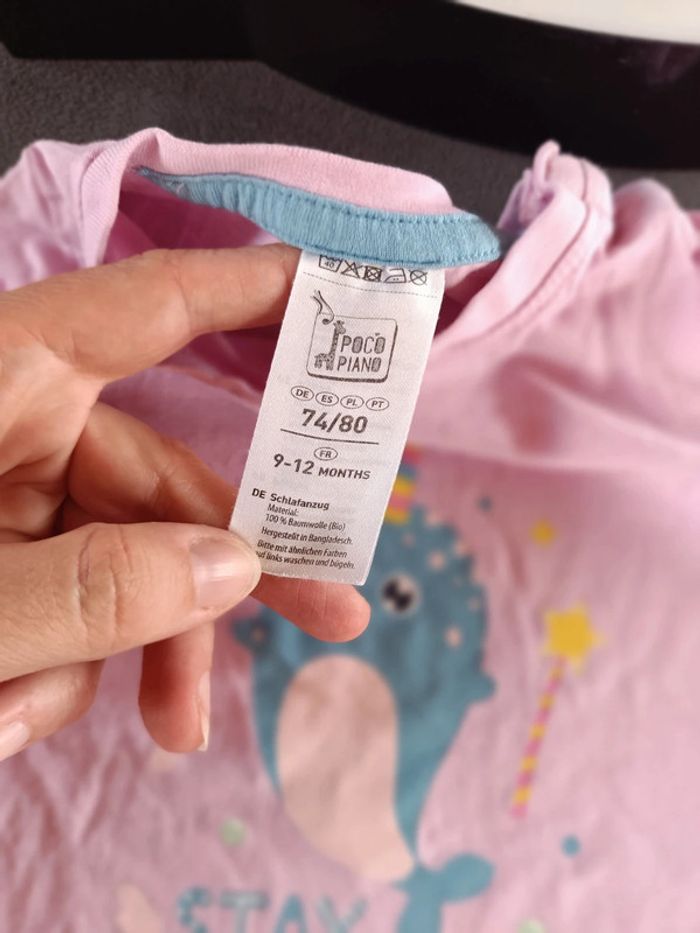 40
POCO
PIANO
DE ES PL PT
74/80
FR
9-12 MONTHS
DE Schlafanzug
Material:
100 % Baumwolle (Bio)
Hergestellt in Bangladesch.
Bitte mit ähnlichen Farben
und links waschen und bügeln.
STAY